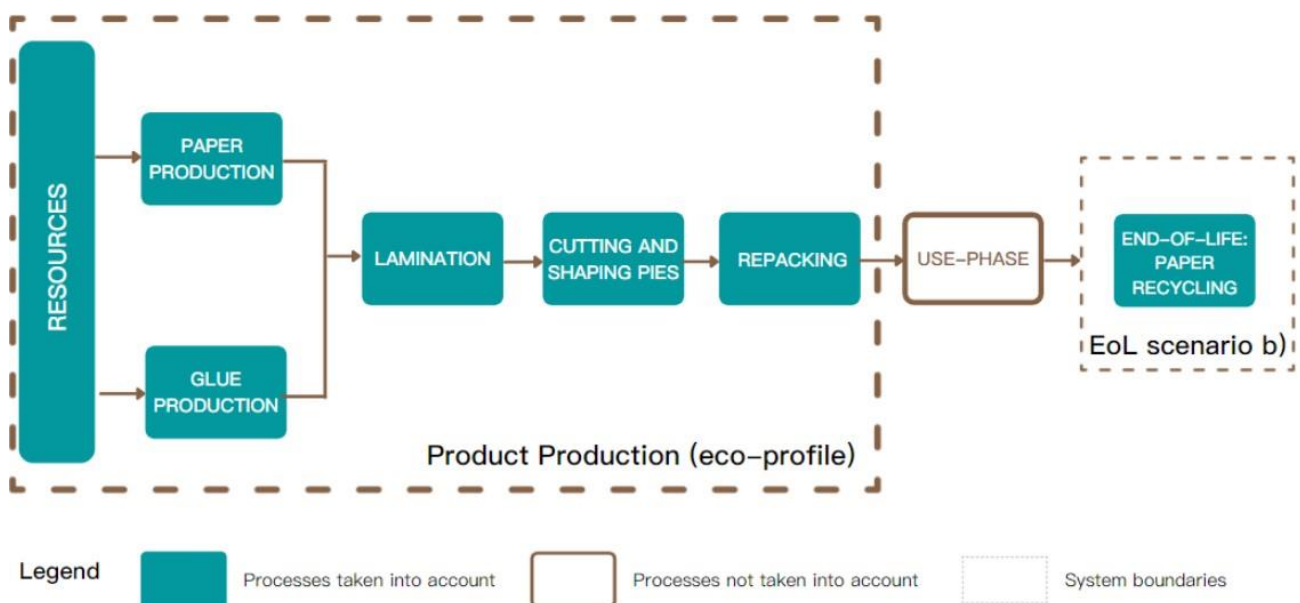 RESOURCES
PAPER
PRODUCTION
GLUE
PRODUCTION
LAMINATION
CUTTING AND
SHAPING PIES
REPACKING
USE-PHASE
END-OF-LIFE:
PAPER
RECYCLING
EoL scenario b)
Product Production (eco-profile)
Legend
Processes taken into account
Processes not taken into account
System boundaries